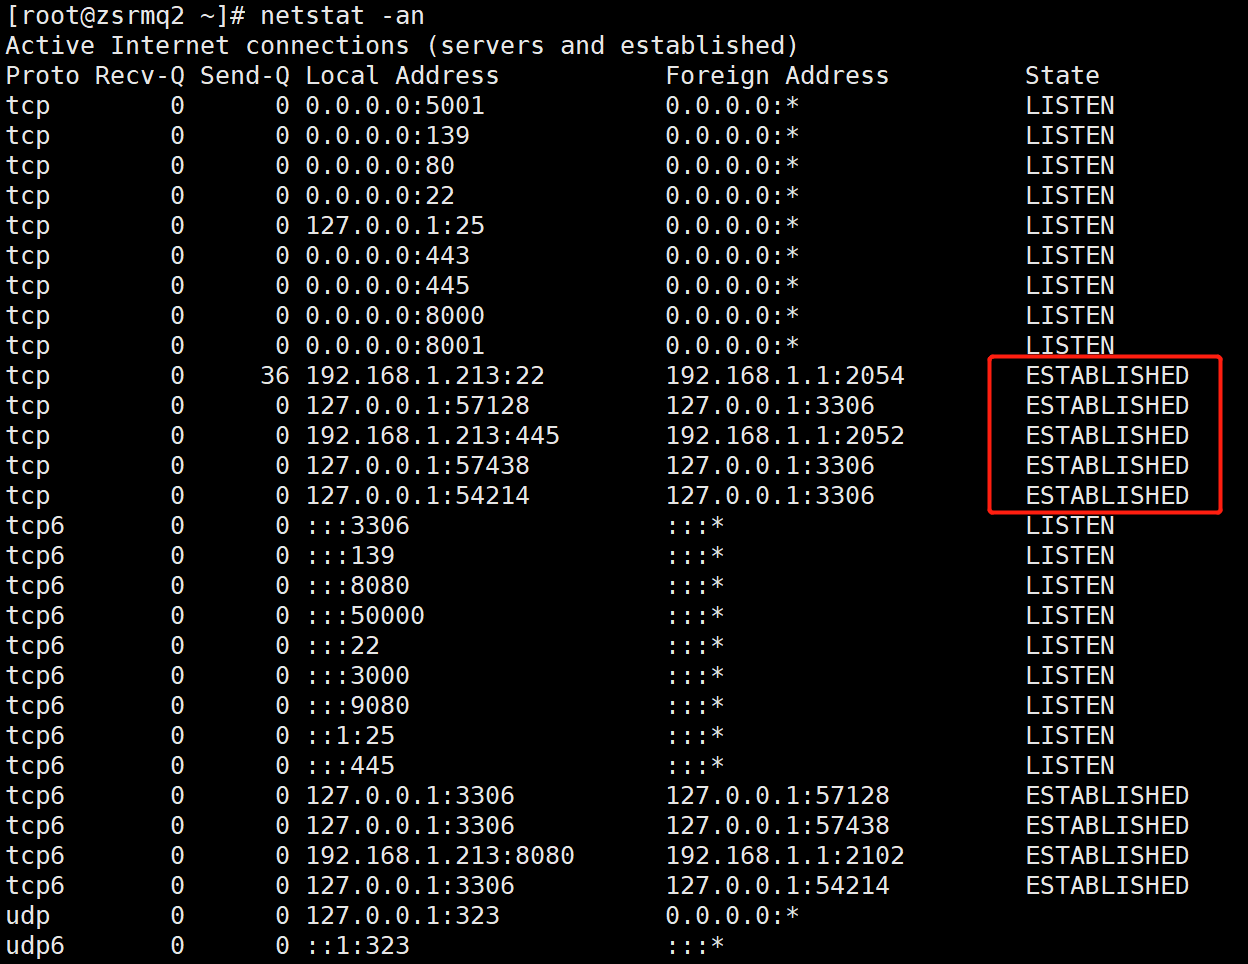 [root@zsrmq2 ~]# netstat -an
Active Internet connections (servers and established)
Proto Recv-Q Send-Q Local Address           Foreign Address         State
tcp        0      0 0.0.0.0:5001            0.0.0.0:*               LISTEN
tcp        0      0 0.0.0.0:139             0.0.0.0:*               LISTEN
tcp        0      0 0.0.0.0:80              0.0.0.0:*               LISTEN
tcp        0      0 0.0.0.0:22              0.0.0.0:*               LISTEN
tcp        0      0 127.0.0.1:25            0.0.0.0:*               LISTEN
tcp        0      0 0.0.0.0:443             0.0.0.0:*               LISTEN
tcp        0      0 0.0.0.0:445             0.0.0.0:*               LISTEN
tcp        0      0 0.0.0.0:8000            0.0.0.0:*               LISTEN
tcp        0      0 0.0.0.0:8001            0.0.0.0:*               LISTEN
tcp        0     36 192.168.1.213:22        192.168.1.1:2054        ESTABLISHED
tcp        0      0 127.0.0.1:57128         127.0.0.1:3306          ESTABLISHED
tcp        0      0 192.168.1.213:445       192.168.1.1:2052        ESTABLISHED
tcp        0      0 127.0.0.1:57438         127.0.0.1:3306          ESTABLISHED
tcp        0      0 127.0.0.1:54214         127.0.0.1:3306          ESTABLISHED
tcp6       0      0 :::3306                 :::*                    LISTEN
tcp6       0      0 :::139                  :::*                    LISTEN
tcp6       0      0 :::8080                 :::*                    LISTEN
tcp6       0      0 :::50000                :::*                    LISTEN
tcp6       0      0 :::22                   :::*                    LISTEN
tcp6       0      0 :::3000                 :::*                    LISTEN
tcp6       0      0 :::9080                 :::*                    LISTEN
tcp6       0      0 ::1:25                  :::*                    LISTEN
tcp6       0      0 :::445                  :::*                    LISTEN
tcp6       0      0 127.0.0.1:3306          127.0.0.1:57128         ESTABLISHED
tcp6       0      0 127.0.0.1:3306          127.0.0.1:57438         ESTABLISHED
tcp6       0      0 192.168.1.213:8080      192.168.1.1:2102        ESTABLISHED
tcp6       0      0 127.0.0.1:3306          127.0.0.1:54214         ESTABLISHED
udp        0      0 127.0.0.1:323           0.0.0.0:*
udp6       0      0 ::1:323                 :::*